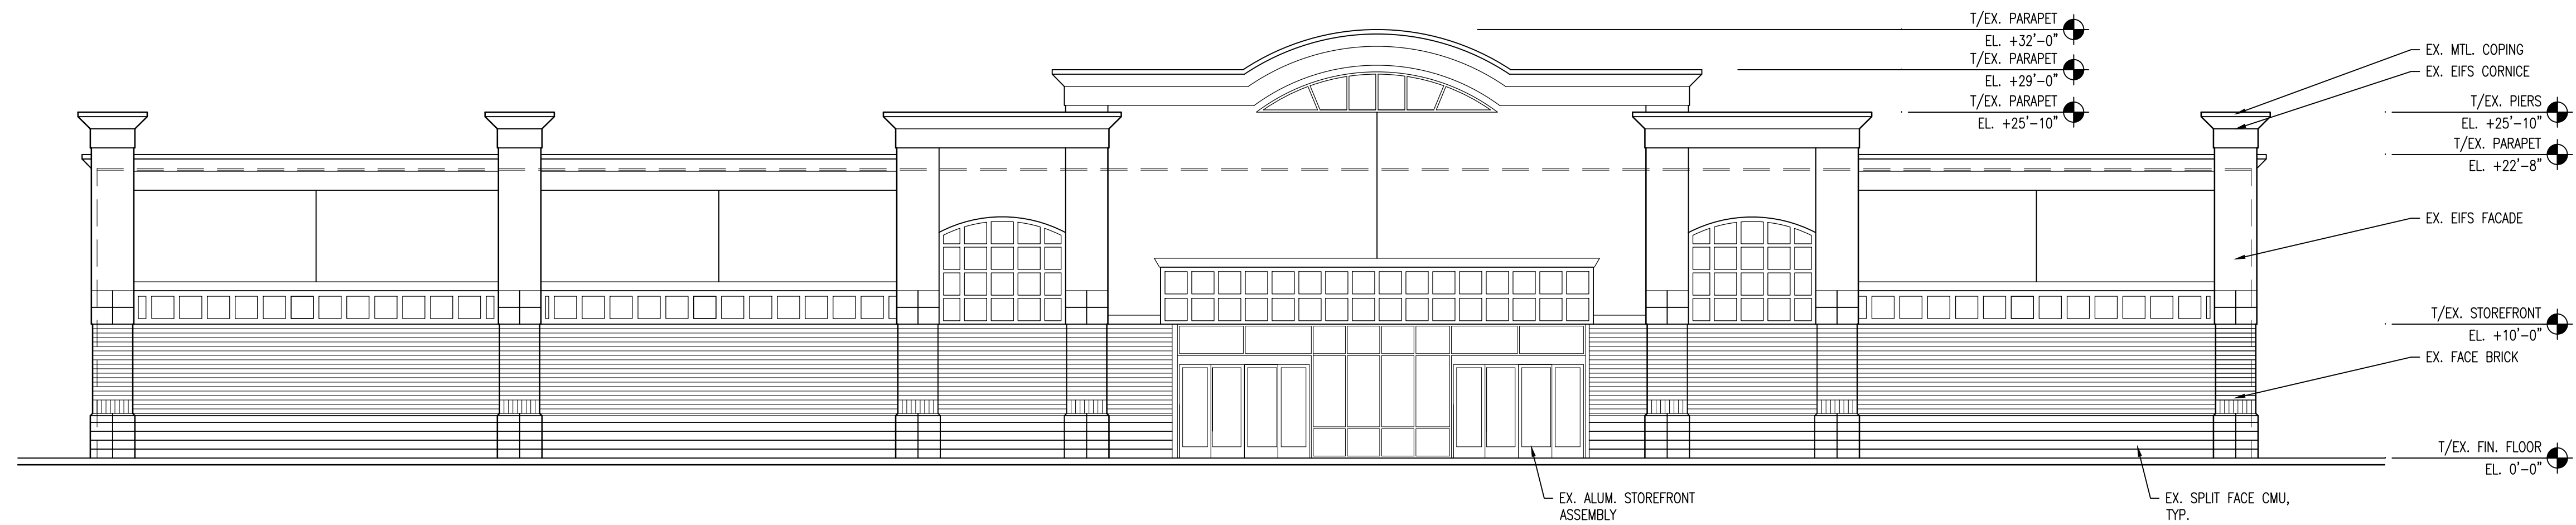 T/EX. PARAPET
EL. +32'-0"
T/EX. PARAPET
EL. +29'-0"
T/EX. PARAPET
EL. +25'-10"
EX. MTL. COPING
EX. EIFS CORNICE
T/EX. PIERS
EL. +25'-10"
T/EX. PARAPET
EL. +22'-8"
EX. EIFS FACADE
T/EX. STOREFRONT
EL. +10'-0"
EX. FACE BRICK
T/EX. FIN. FLOOR
EL. 0'-0"
EX. ALUM. STOREFRONT
ASSEMBLY
EX. SPLIT FACE CMU,
TYP.